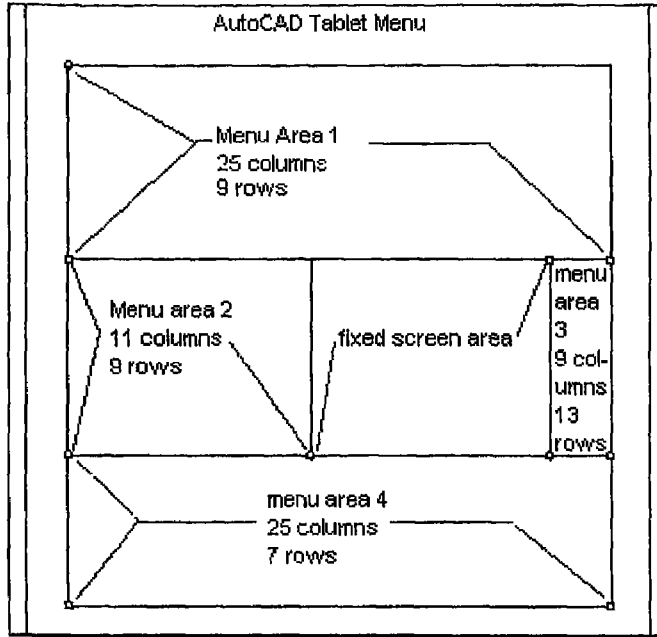 AutoCAD Tablet Menu
Menu Area 1
25 columns
9 rows
Menu area 2
11 columns
9 rows
fixed screen area
menu
area
3
9 col-
umns
13
rows
menu area 4
25 columns
7 rows